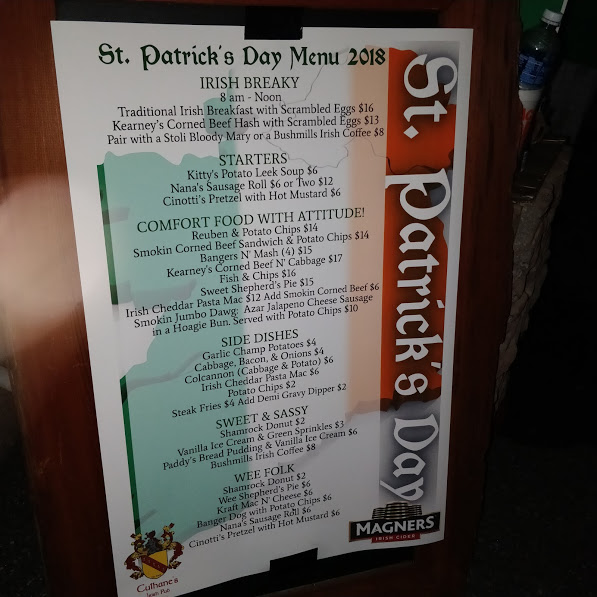 St. Patrick's Day Menu 2018
IRISH BREAKY
8 am - Noon
Traditional Irish Breakfast with Scrambled Eggs $16
Kearney's Corned Beef Hash with Scrambled Eggs $13
Pair with a Stoli Bloody Mary or a Bushmills Irish Coffee $8
STARTERS
Kitty's Potato Leek Soup $6
Nana's Sausage Roll $6 or Two $12
Cinotti's Pretzel with Hot Mustard $6
COMFORT FOOD WITH ATTITUDE!
Reuben & Potato Chips $14
Smokin Corned Beef Sandwich & Potato Chips $14
Bangers N' Mash (4) $15
Kearney's Corned Beef N' Cabbage $17
Fish & Chips $16
Sweet Shepherd's Pie $15
Irish Cheddar Pasta Mac $12 Add Smokin Corned Beef $6
Smokin Jumbo Dawg: Azar Jalapeno Cheese Sausage
in a Hoagie Bun. Served with Potato Chips $10
SIDE DISHES
Garlic Champ Potatoes $4
Cabbage, Bacon, & Onions $4
Colcannon (Cabbage & Potato) $6
Irish Cheddar Pasta Mac $6
Potato Chips $2
Steak Fries $4 Add Demi Gravy Dipper $2
SWEET & SASSY
Shamrock Donut $2
Vanilla Ice Cream & Green Sprinkles $3
Paddy's Bread Pudding & Vanilla Ice Cream $6
Bushmills Irish Coffee $8
WEE FOLK
Shamrock Donut $2
Wee Shepherd's Pie $6
Kraft Mac N' Cheese $6
Banger Dog with Potato Chips $6
Nana's Sausage Roll $6
Cinotti's Pretzel with Hot Mustard $6
St. Patrick's Day
MAGNERS
IRISH CIDER
Culhane's
Irish Pub